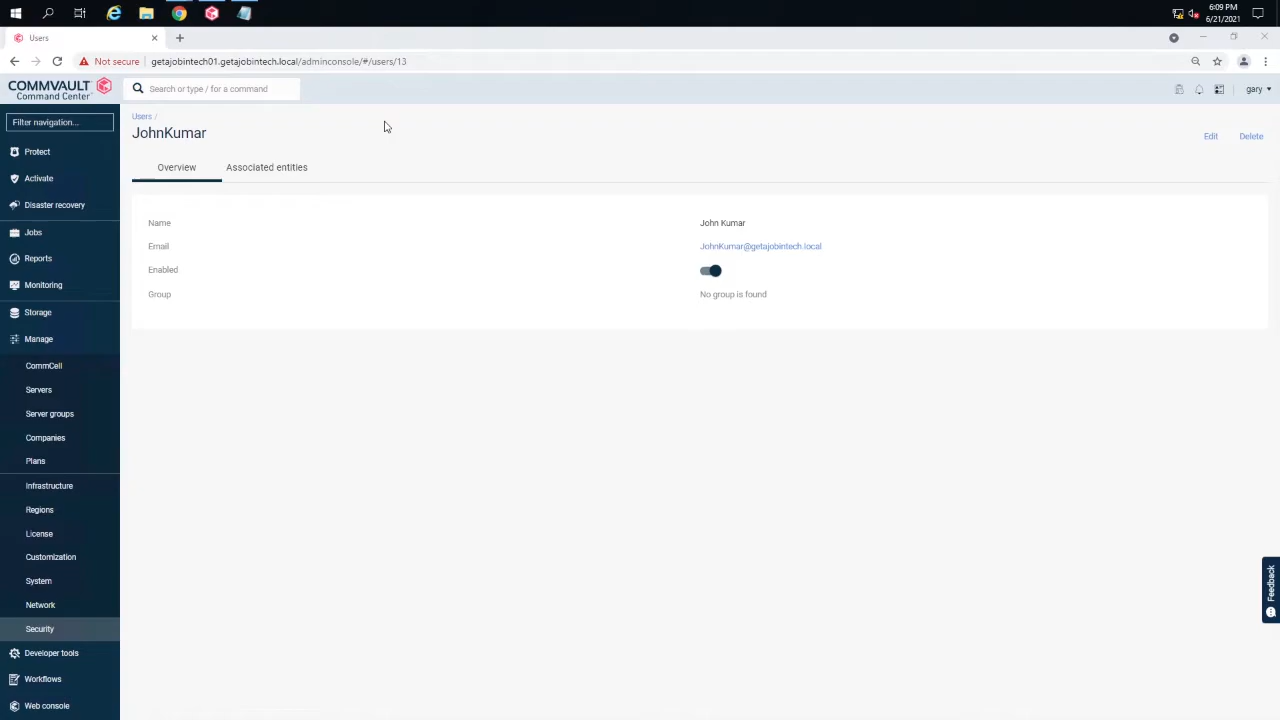 6:09 PM
6/21/2021
Users
Not secure
getajobintech01.getajobintech.local/adminconsole/#/users/13
COMMVAULT
Command Center
Search or type / for a command
gary
Filter navigation...
Protect
Activate
Disaster recovery
Jobs
Reports
Monitoring
Storage
Manage
CommCell
Servers
Server groups
Companies
Plans
Infrastructure
Regions
License
Customization
System
Network
Security
Developer tools
Workflows
Web console
Users /
JohnKumar
Edit Delete
Overview Associated entities
Name John Kumar
Email JohnKumar@getajobintech.local
Enabled
Group No group is found
Feedback